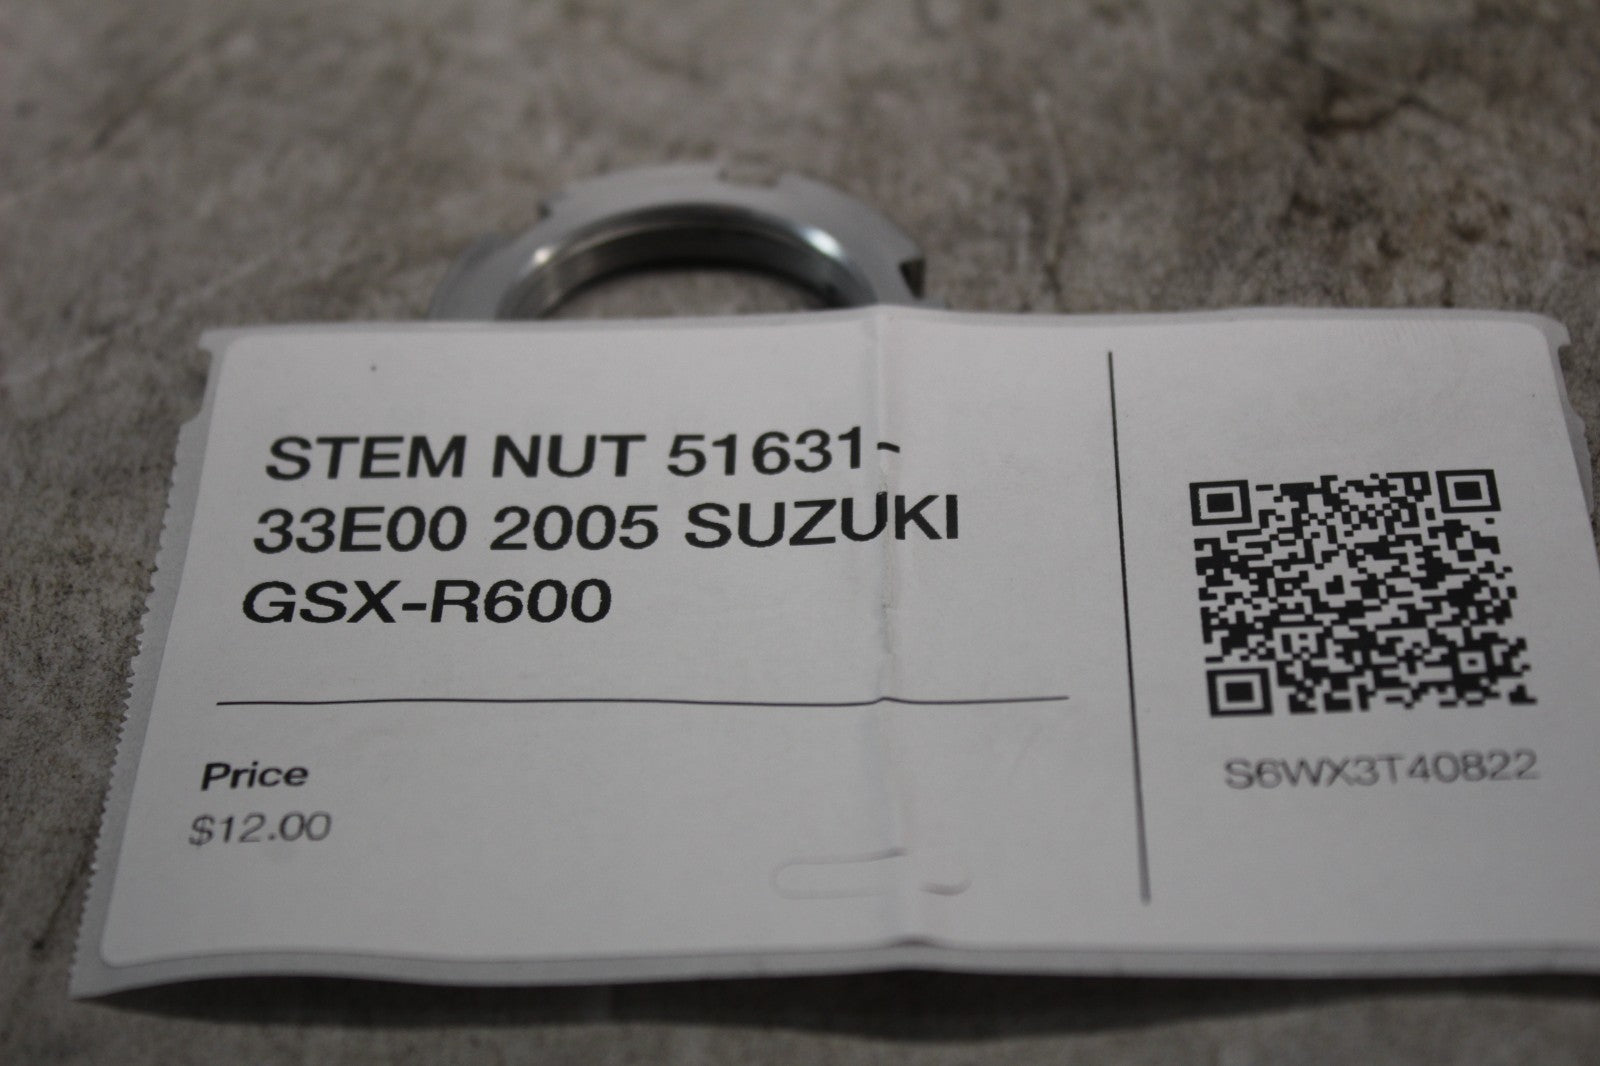 STEM NUT 51631-
33E00 2005 SUZUKI
GSX-R600
Price
$12.00
S6WX3T40822